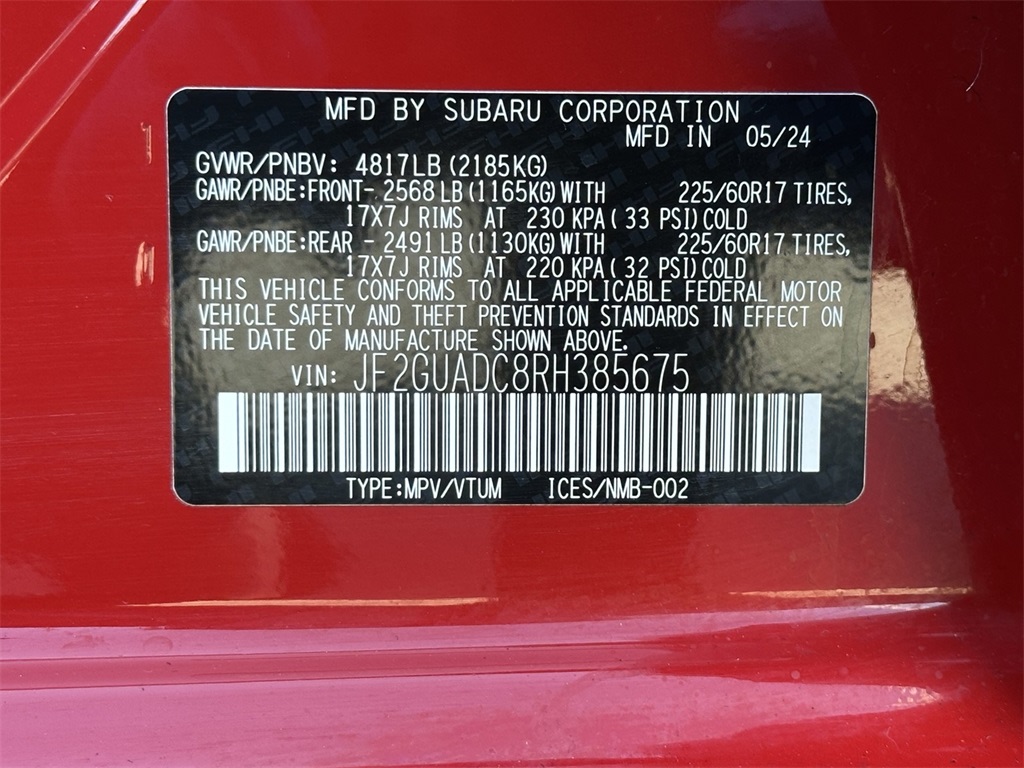 MFD BY SUBARU CORPORATION
MFD IN 05/24
GVWR/PNBV: 4817LB (2185KG)
GAWR/PNBE:FRONT- 2568 LB (1165KG) WITH 225/60R17 TIRES,
17X7J RIMS AT 230 KPA ( 33 PSI) COLD
GAWR/PNBE:REAR - 2491 LB (1130KG) WITH 225/60R17 TIRES,
17X7J RIMS AT 220 KPA ( 32 PSI) COLD
THIS VEHICLE CONFORMS TO ALL APPLICABLE FEDERAL MOTOR
VEHICLE SAFETY AND THEFT PREVENTION STANDARDS IN EFFECT ON
THE DATE OF MANUFACTURE SHOWN ABOVE.
VIN: JF2GUADC8RH385675
TYPE:MPV/VTUM ICES/NMB-002